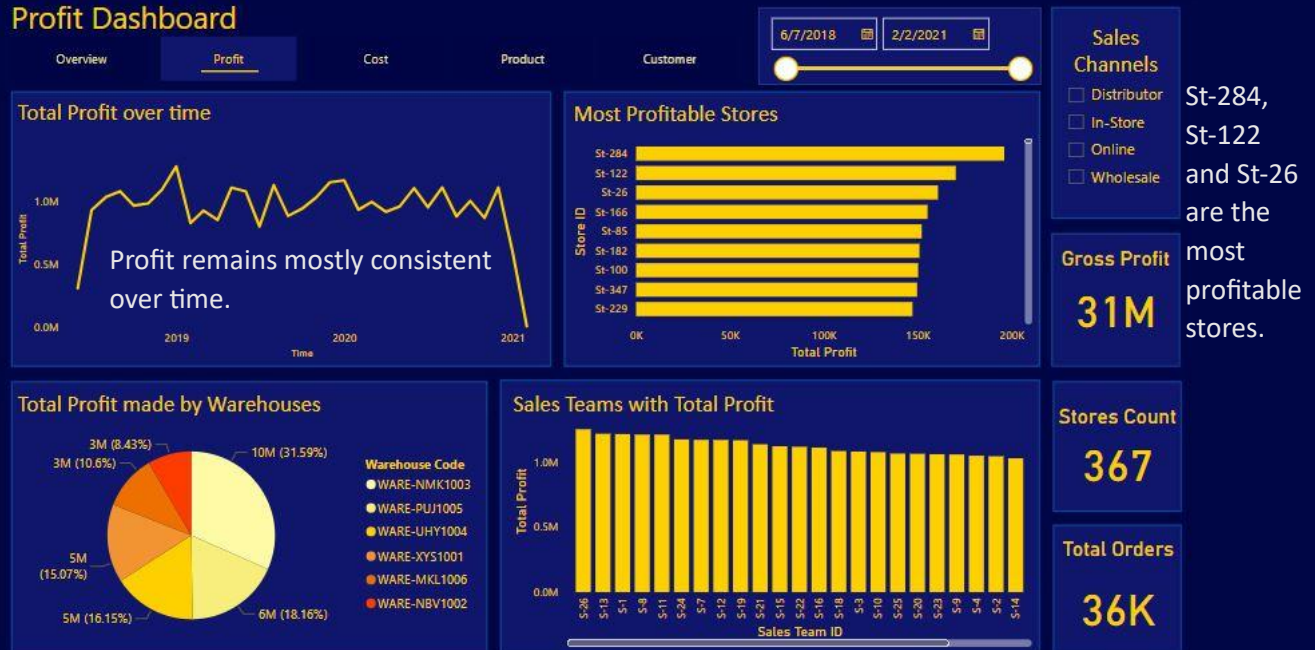 Profit Dashboard
Overview
Profit
Cost
Product
Customer
6/7/2018
2/2/2021
Sales
Channels
Distributor
In-Store
Online
Wholesale
St-284,
St-122
and St-26
are the
most
profitable
stores.
Total Profit over time
Total Profit
1.0M
0.5M
0.0M
Profit remains mostly consistent
over time.
2019
2020
2021
Time
Most Profitable Stores
Store ID
St-284
St-122
St-26
St-166
St-85
St-182
St-100
St-347
St-229
0K
50K
100K
150K
200K
Total Profit
Gross Profit
31M
Total Profit made by Warehouses
3M (8.43%)
3M (10.6%)
5M
(15.07%)
5M (16.15%)
10M (31.59%)
6M (18.16%)
Warehouse Code
WARE-NMK1003
WARE-PUJ1005
WARE-UHY1004
WARE-XYS1001
WARE-MKL1006
WARE-NBV1002
Sales Teams with Total Profit
Total Profit
1.0M
0.5M
0.0M
S-26
S-13
S-1
S-8
S-11
S-24
S-7
S-12
S-19
S-21
S-15
S-22
S-16
S-18
S-3
S-10
S-25
S-20
S-23
S-9
S-4
S-2
S-14
Sales Team ID
Stores Count
367
Total Orders
36K